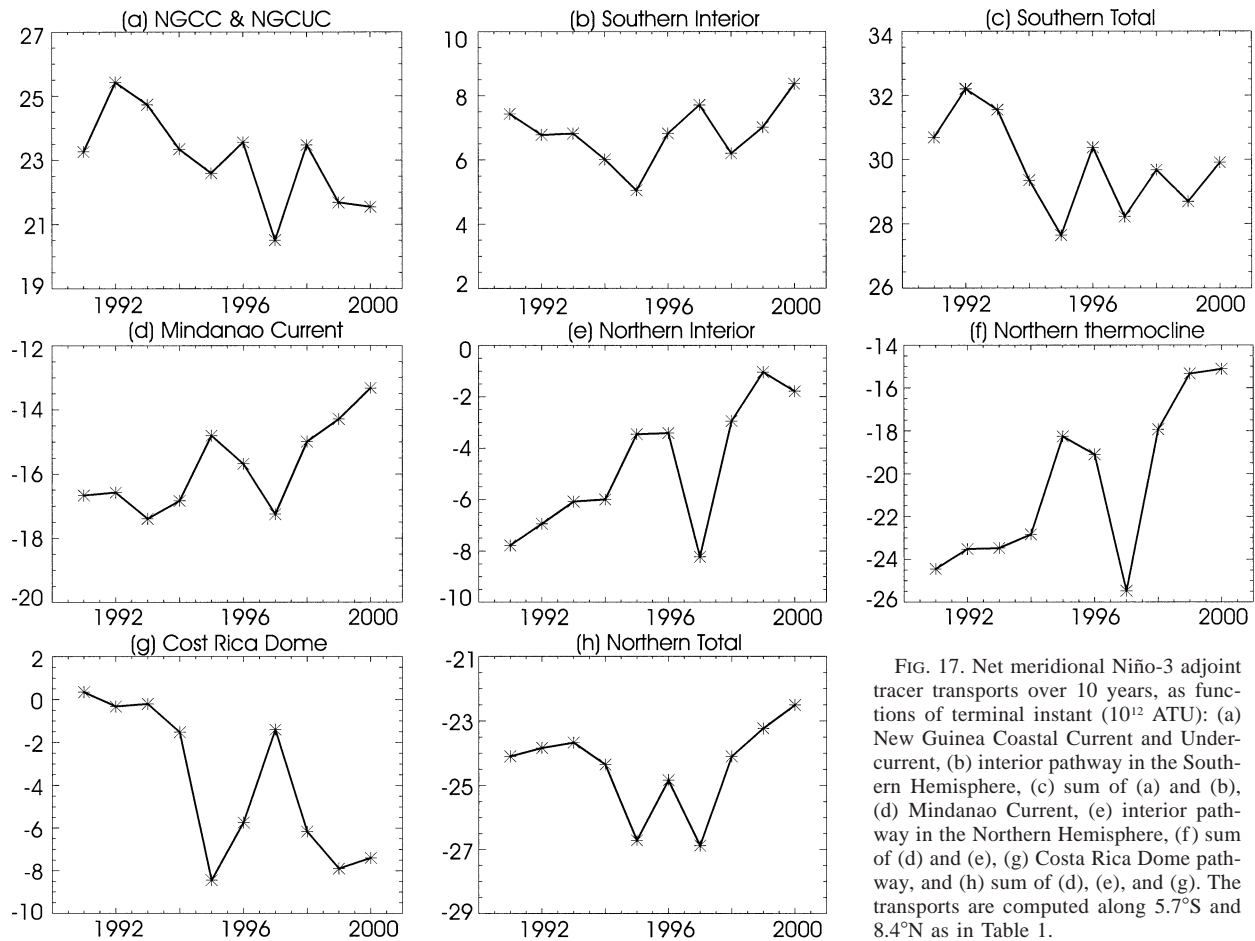 (a) NGCC & NGCUC
27
25
23
21
19
1992 1996 2000
(b) Southern Interior
10
8
6
4
2
1992 1996 2000
(c) Southern Total
34
32
30
28
26
1992 1996 2000
(d) Mindanao Current
-12
-14
-16
-18
-20
1992 1996 2000
(e) Northern Interior
0
-2
-4
-6
-8
-10
1992 1996 2000
(f) Northern thermocline
-14
-16
-18
-20
-22
-24
-26
1992 1996 2000
(g) Cost Rica Dome
2
0
-2
-4
-6
-8
-10
1992 1996 2000
(h) Northern Total
-21
-23
-25
-27
-29
1992 1996 2000
FIG. 17. Net meridional Niño-3 adjoint
tracer transports over 10 years, as func-
tions of terminal instant (10¹² ATU): (a)
New Guinea Coastal Current and Under-
current, (b) interior pathway in the South-
ern Hemisphere, (c) sum of (a) and (b),
(d) Mindanao Current, (e) interior path-
way in the Northern Hemisphere, (f) sum
of (d) and (e), (g) Costa Rica Dome path-
way, and (h) sum of (d), (e), and (g). The
transports are computed along 5.7°S and
8.4°N as in Table 1.